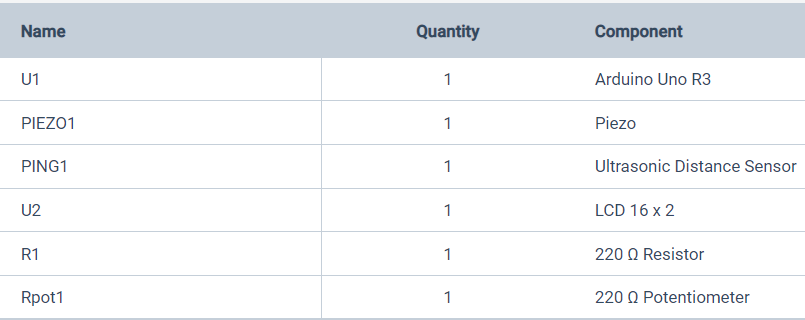 Name Quantity Component
U1 1 Arduino Uno R3
PIEZO1 1 Piezo
PING1 1 Ultrasonic Distance Sensor
U2 1 LCD 16 x 2
R1 1 220 Ω Resistor
Rpot1 1 220 Ω Potentiometer